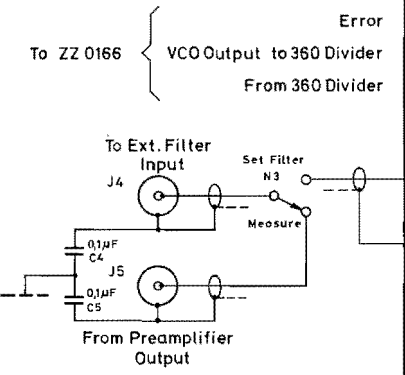 Error
To ZZ 0166
VCO Output to 360 Divider
From 360 Divider
To Ext. Filter
Input
J4
Set Filter
N3
Measure
0,1µF
C4
J5
0,1µF
C5
From Preamplifier
Output